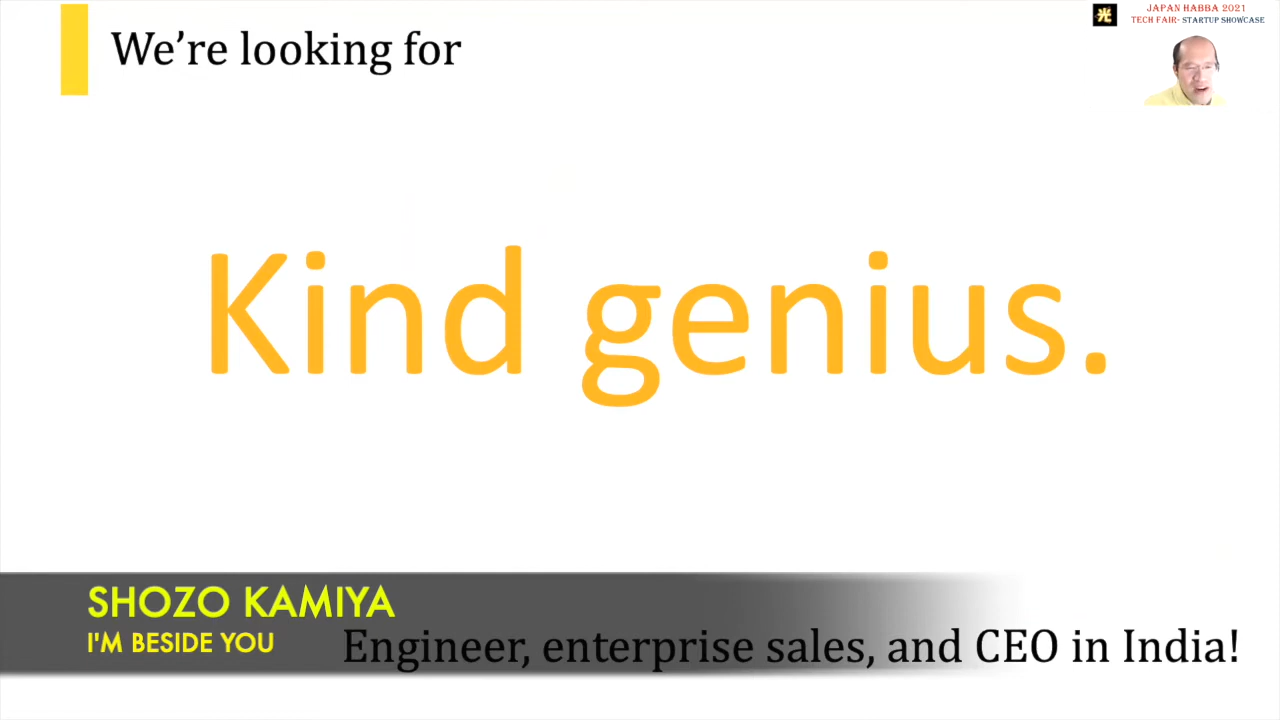 We’re looking for
光
JAPAN HABBA 2021
TECH FAIR- STARTUP SHOWCASE
Kind genius.
SHOZO KAMIYA
I'M BESIDE YOU
Engineer, enterprise sales, and CEO in India!